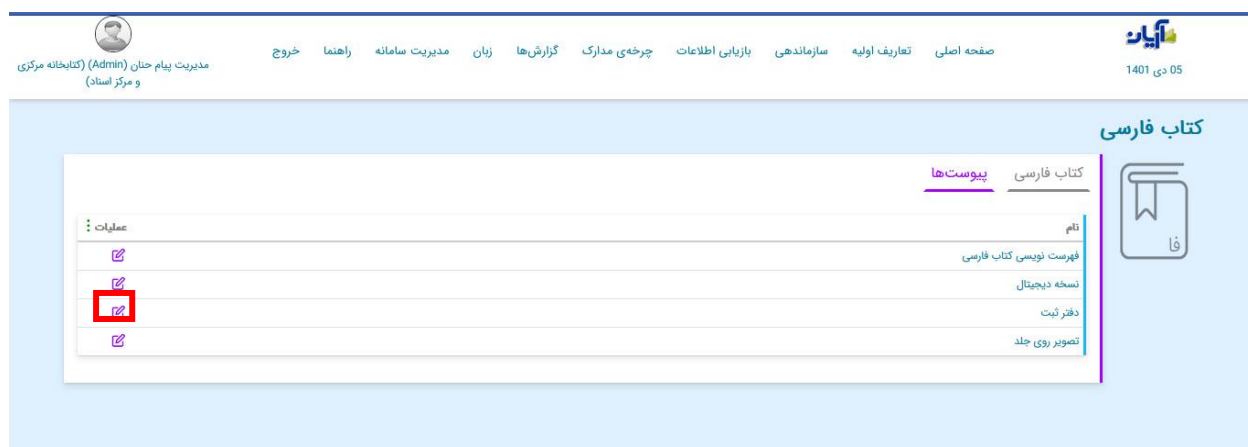 آریان
05 دی 1401
صفحه اصلی تعاریف اولیه سازماندهی بازیابی اطلاعات چرخه‌ی مدارک گزارش‌ها زبان مدیریت سامانه راهنما خروج
مدیریت پیام حنان (Admin) (کتابخانه مرکزی
و مرکز اسناد)
کتاب فارسی
کتاب فارسی پیوست‌ها
فا
نام عملیات
فهرست نویسی کتاب فارسی
نسخه دیجیتال
دفتر ثبت
تصویر روی جلد